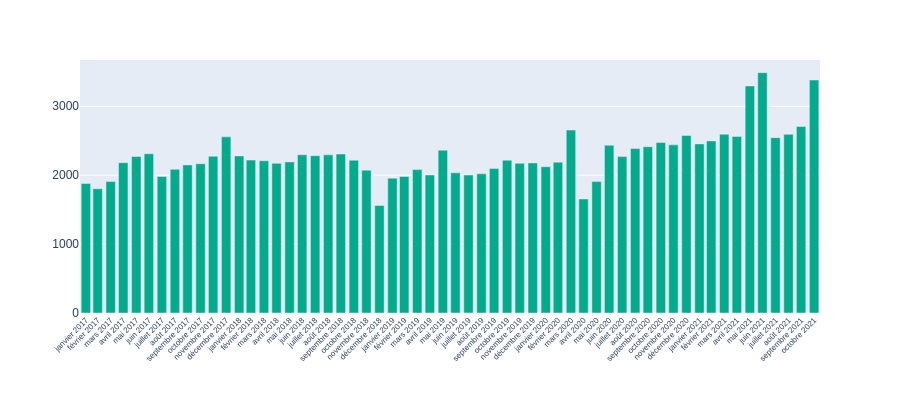 3000
2000
1000
0
janvier 2017
février 2017
mars 2017
avril 2017
mai 2017
juin 2017
juillet 2017
août 2017
septembre 2017
octobre 2017
novembre 2017
décembre 2017
janvier 2018
février 2018
mars 2018
avril 2018
mai 2018
juin 2018
juillet 2018
août 2018
septembre 2018
octobre 2018
novembre 2018
décembre 2018
janvier 2019
février 2019
mars 2019
avril 2019
mai 2019
juin 2019
juillet 2019
août 2019
septembre 2019
octobre 2019
novembre 2019
décembre 2019
janvier 2020
février 2020
mars 2020
avril 2020
mai 2020
juin 2020
juillet 2020
août 2020
septembre 2020
octobre 2020
novembre 2020
décembre 2020
janvier 2021
février 2021
mars 2021
avril 2021
mai 2021
juin 2021
juillet 2021
août 2021
septembre 2021
octobre 2021